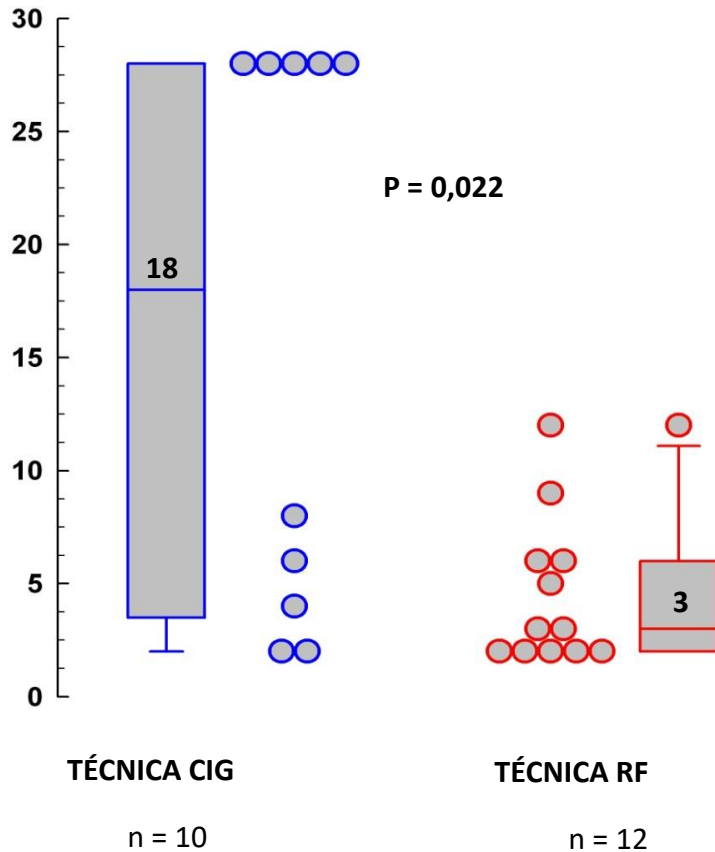 30
25
P = 0,022
20
18
15
10
5
3
0
TÉCNICA CIG
TÉCNICA RF
n = 10
n = 12